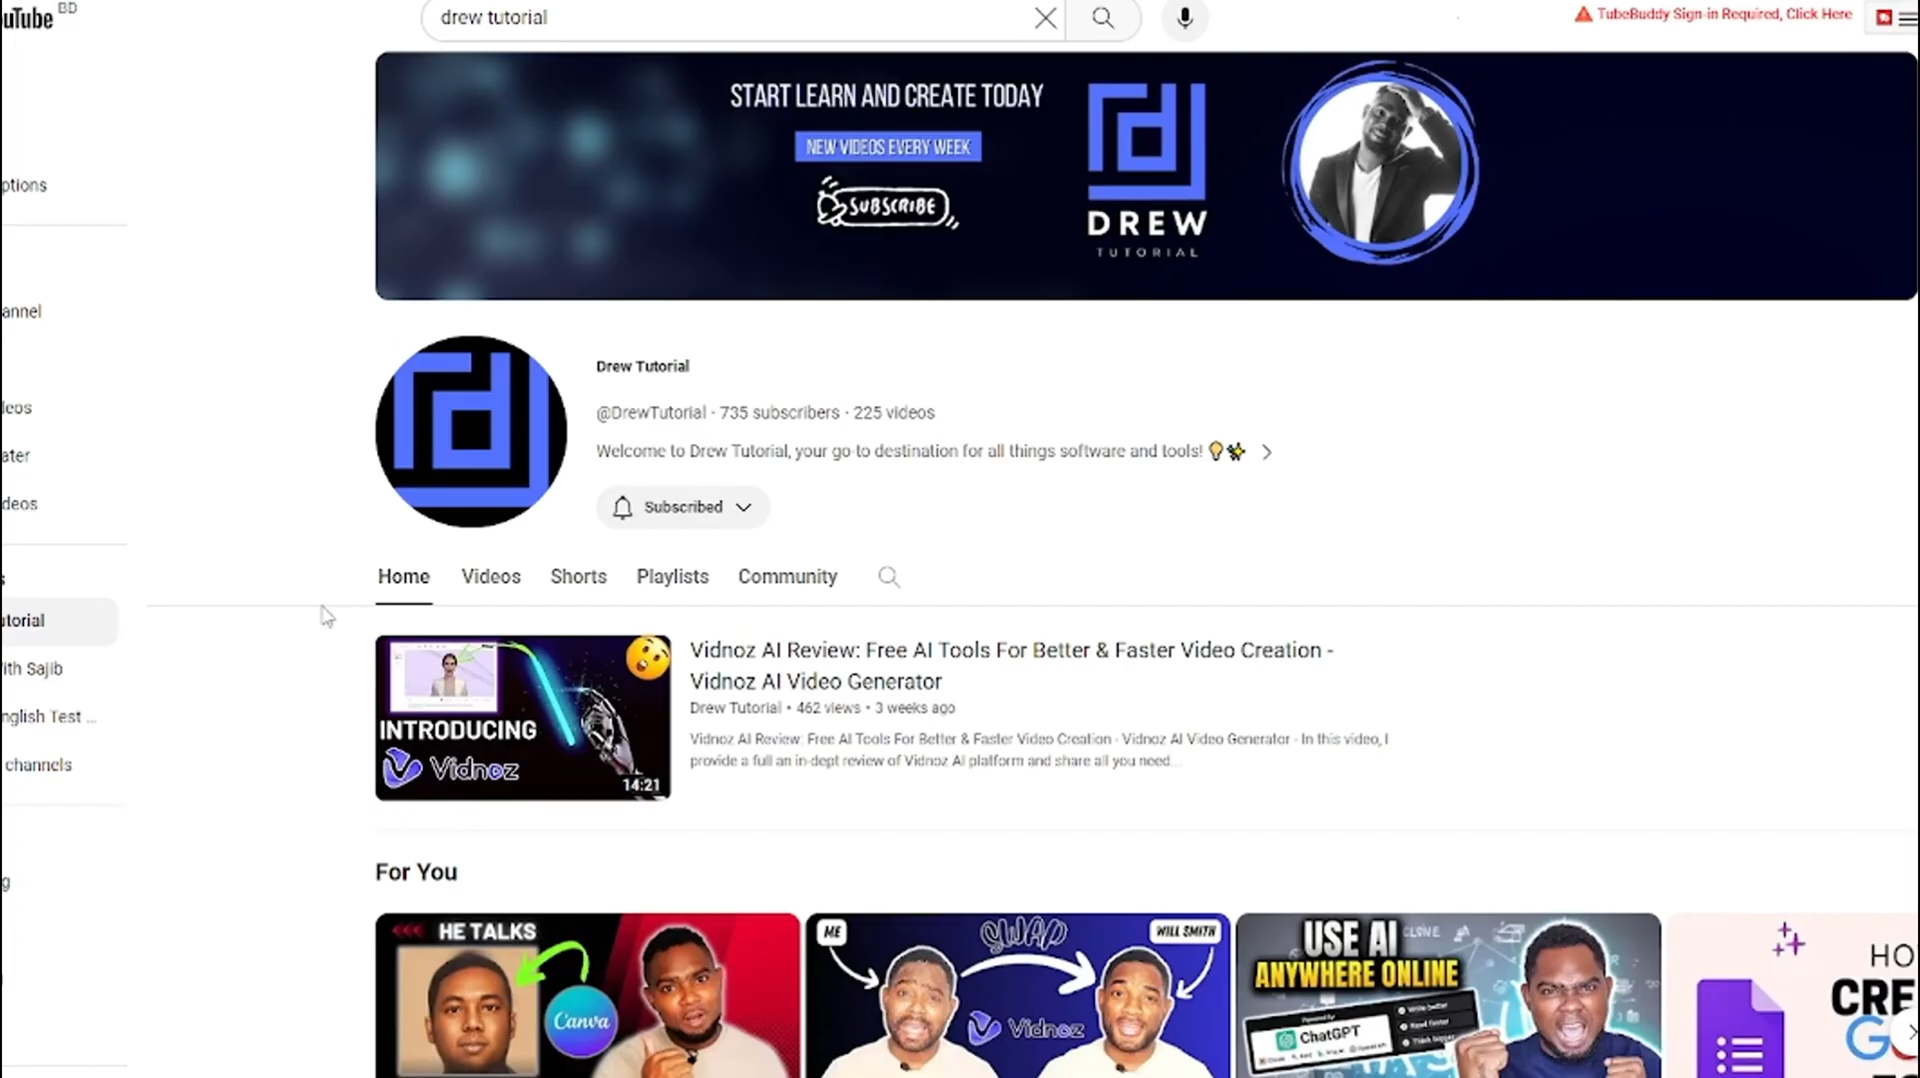 uTube BD
drew tutorial
TubeBuddy Sign-in Required, Click Here
START LEARN AND CREATE TODAY
NEW VIDEOS EVERY WEEK
SUBSCRIBE
DREW
TUTORIAL
ptions
annel
deos
utorial
ith Sajib
nglish Test ...
channels
Drew Tutorial
@DrewTutorial · 735 subscribers · 225 videos
Welcome to Drew Tutorial, your go-to destination for all things software and tools!
Subscribed
Home Videos Shorts Playlists Community
INTRODUCING
Vidnoz
14:21
Vidnoz AI Review: Free AI Tools For Better & Faster Video Creation -
Vidnoz AI Video Generator
Drew Tutorial • 462 views • 3 weeks ago
Vidnoz AI Review: Free AI Tools For Better & Faster Video Creation - Vidnoz AI Video Generator - In this video, I
provide a full an in-dept review of Vidnoz AI platform and share all you need...
For You
HE TALKS
Canva
ME
SWAP
WILL SMITH
Vidnoz
USE AI
ANYWHERE ONLINE
ChatGPT
Write better
Read faster
Think bigger
HO
CRE